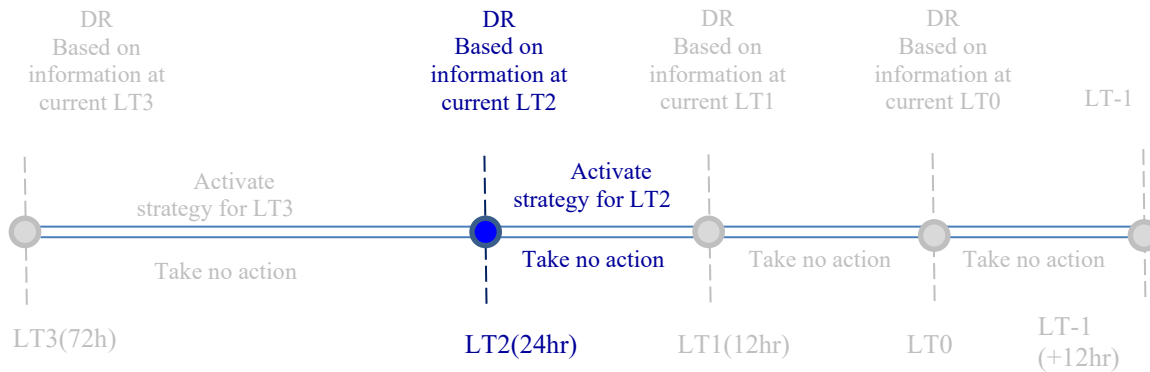 DR
Based on
information at
current LT3
DR
Based on
information at
current LT2
DR
Based on
information at
current LT1
DR
Based on
information at
current LT0
LT-1
Activate
strategy for LT3
Activate
strategy for LT2
Take no action
Take no action
Take no action
Take no action
LT3(72h)
LT2(24hr)
LT1(12hr)
LT0
LT-1
(+12hr)